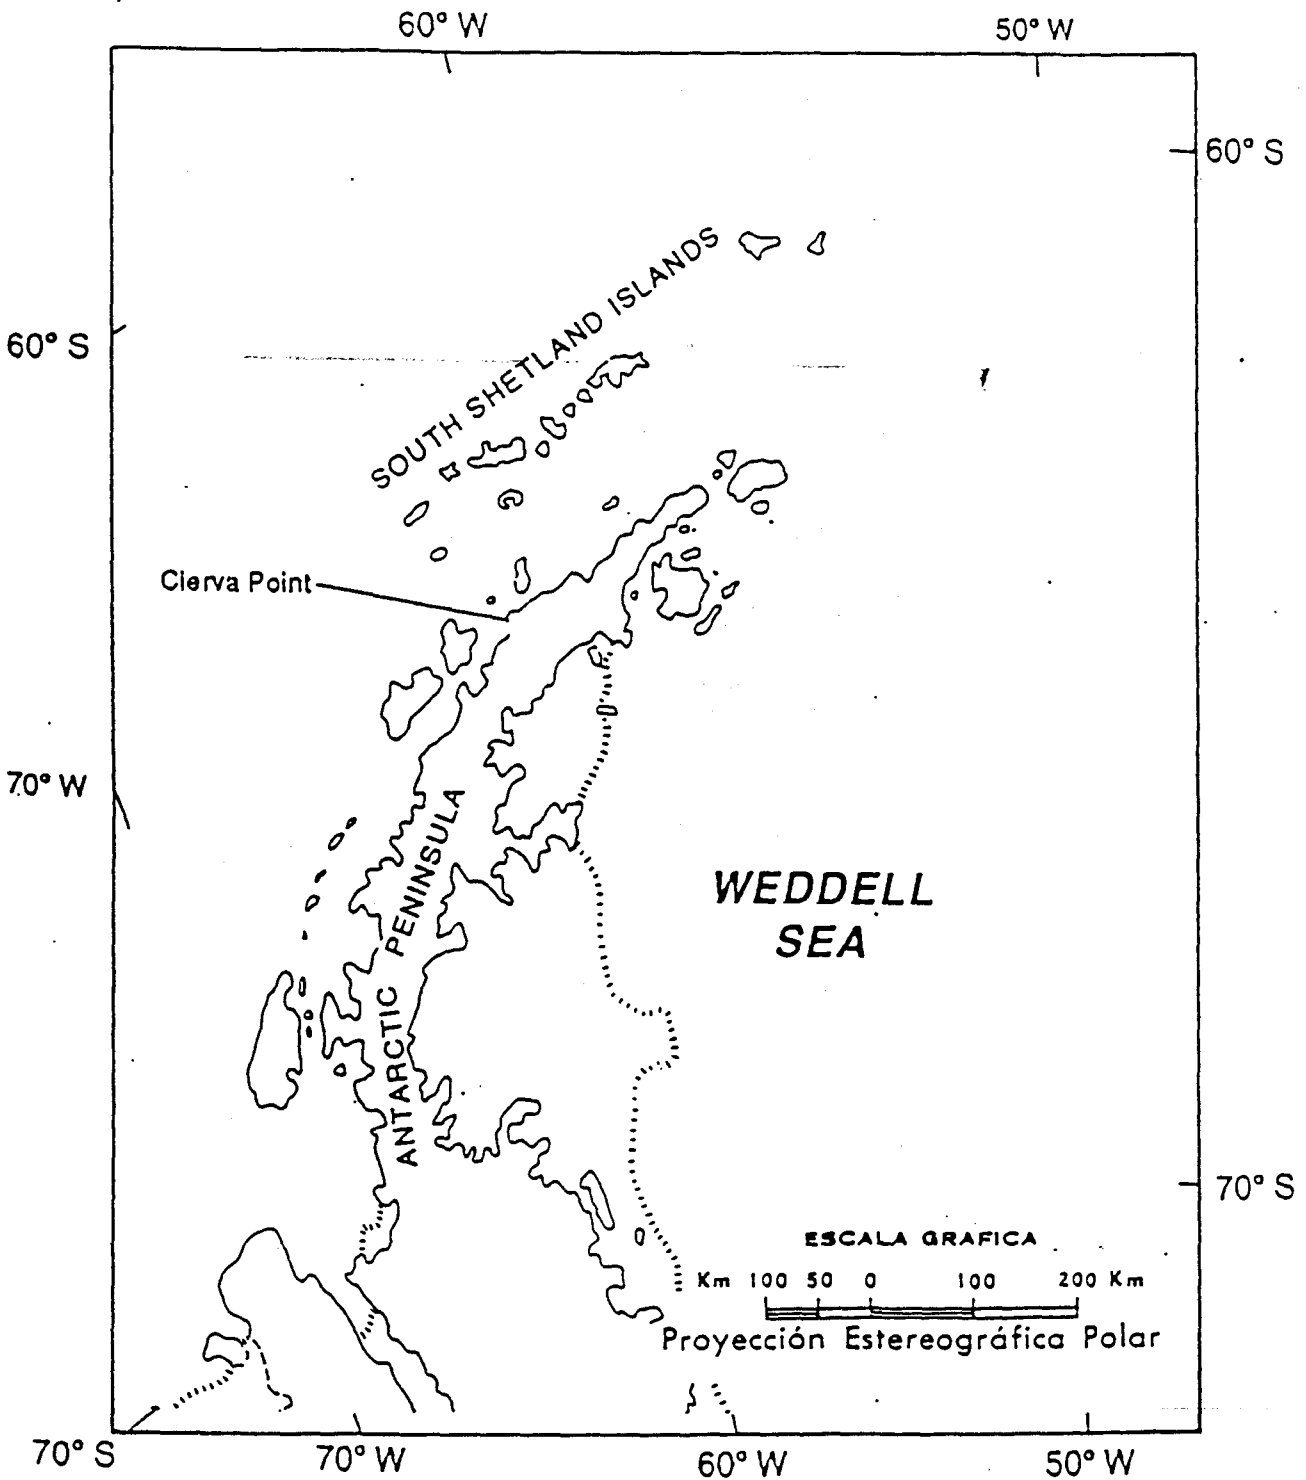 60° W
50° W
60° S
SOUTH SHETLAND ISLANDS
60° S
Cierva Point
70° W
ANTARCTIC PENINSULA
WEDDELL
SEA
70° S
ESCALA GRAFICA
Km 100 50 0 100 200 Km
Proyección Estereográfica Polar
70° S
70° W
60° W
50° W